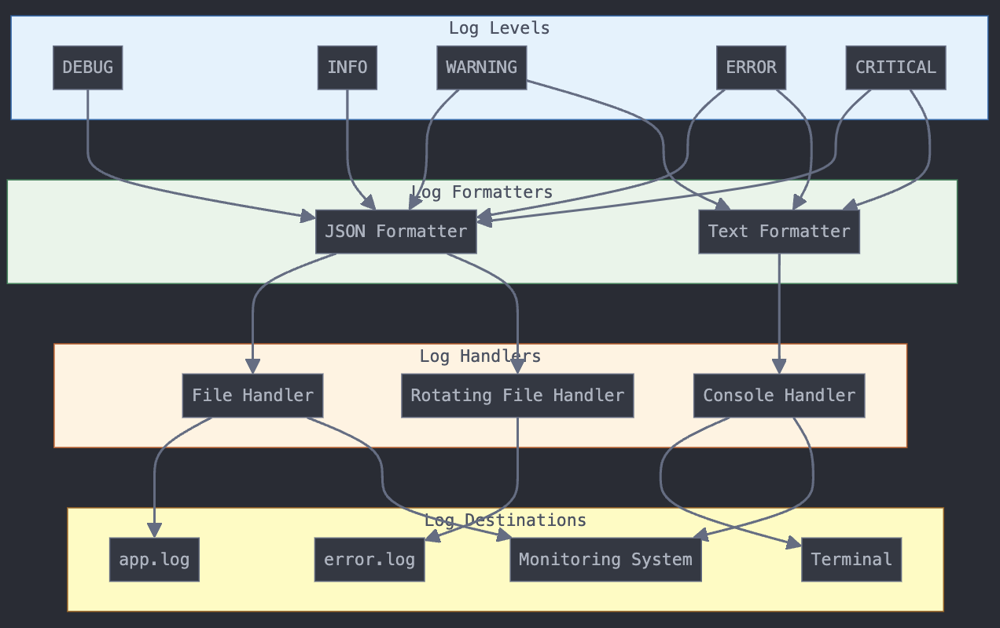 Log Levels
DEBUG INFO WARNING ERROR CRITICAL
Log Formatters
JSON Formatter Text Formatter
Log Handlers
File Handler Rotating File Handler Console Handler
Log Destinations
app.log error.log Monitoring System Terminal